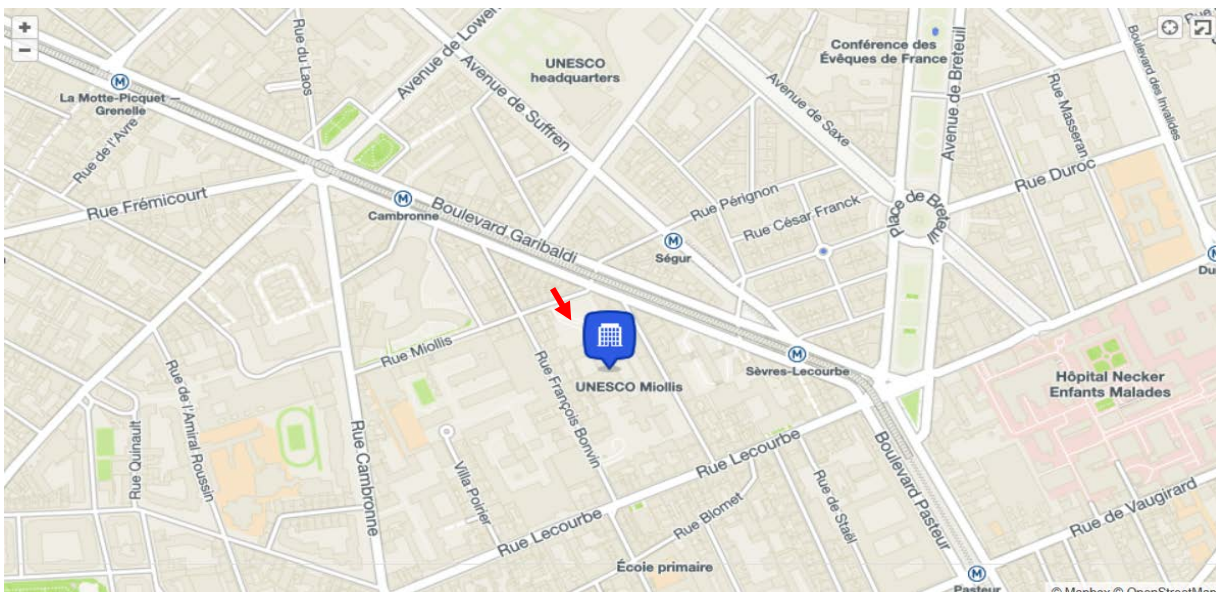 +
−
Rue du Laos
Avenue de Lowen
Avenue de Suffren
UNESCO
headquarters
Conférence des
Évêques de France
Avenue de Breteuil
Boulevard des Invalides
M
La Motte-Picquet —
Grenelle
Rue de l'Avre
Avenue de Saxe
Rue Masseran
Rue Duroc
Rue Frémicourt
M
Cambronne
Boulevard Garibaldi
Rue Pérignon
Rue César Franck
Place de Breteuil
M
Ségur
M
Du
Rue Miollis
UNESCO Miollis
M
Sèvres-Lecourbe
Hôpital Necker
Enfants Malades
Rue de l'Amiral Roussin
Rue Quinault
Rue Cambronne
Rue François Bonvin
Villa Poirier
Rue Lecourbe
Boulevard Pasteur
Rue Lecourbe
Rue Blomet
Rue de Staël
Rue de Vaugirard
École primaire
M
Pasteur
© Mapbox © OpenStreetMap